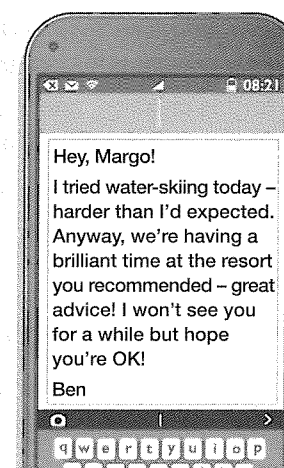 08:21
Hey, Margo!
I tried water-skiing today –
harder than I'd expected.
Anyway, we're having a
brilliant time at the resort
you recommended – great
advice! I won't see you
for a while but hope
you're OK!
Ben
q w e r t y u i o p